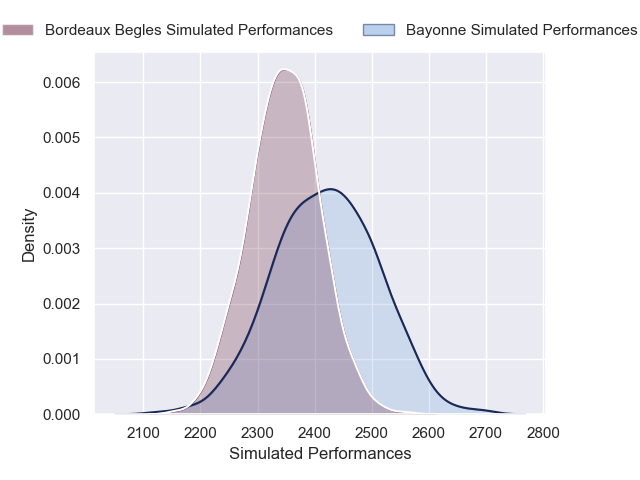 Bordeaux Begles Simulated Performances
Bayonne Simulated Performances
0.006
0.005
0.004
0.003
0.002
0.001
0.000
Density
2100 2200 2300 2400 2500 2600 2700 2800
Simulated Performances